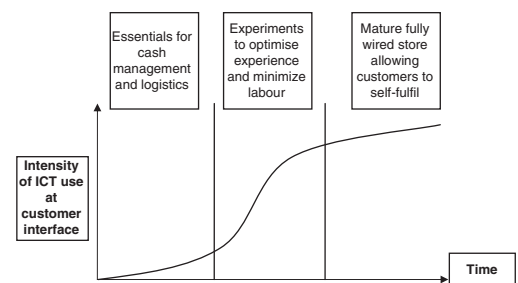 Essentials for
cash
management
and logistics
Experiments
to optimise
experience
and minimize
labour
Mature fully
wired store
allowing
customers to
self-fulfil
Intensity
of ICT use
at
customer
interface
Time